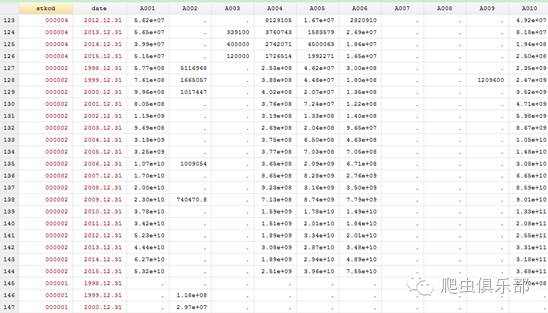 stkcd date A001 A002 A003 A004 A005 A006 A007 A008 A009 A010
123 000004 2012.12.31 5.62e+07 . . 8129105 1.67e+07 2820910 . . . 4.92e+07
124 000004 2013.12.31 5.65e+07 . 339100 3760743 1583579 2.69e+07 . . . 8.18e+07
125 000004 2014.12.31 3.99e+07 . 400000 2742071 4500063 1.86e+07 . . . 1.94e+08
126 000004 2015.12.31 5.15e+07 . 120000 1726514 1992271 1.65e+07 . . . 2.50e+08
127 000002 1998.12.31 5.77e+08 5116968 . 2.53e+08 4.62e+07 3.00e+08 . . . 2.35e+09
128 000002 1999.12.31 7.61e+08 1665057 . 3.88e+08 4.48e+07 1.80e+08 . . 1209600 2.47e+09
129 000002 2000.12.31 9.96e+08 1017447 . 4.02e+08 2.07e+07 1.35e+08 . . . 3.52e+09
130 000002 2001.12.31 8.05e+08 . . 3.76e+08 7.24e+07 1.22e+08 . . . 4.71e+09
131 000002 2002.12.31 1.19e+09 . . 3.19e+08 1.33e+08 1.40e+08 . . . 5.98e+09
132 000002 2003.12.31 9.69e+08 . . 2.69e+08 2.04e+08 9.95e+07 . . . 8.67e+09
133 000002 2004.12.31 3.13e+09 . . 3.75e+08 6.50e+08 4.63e+08 . . . 1.05e+10
134 000002 2005.12.31 3.25e+09 . . 3.77e+08 7.03e+08 7.05e+08 . . . 1.48e+10
135 000002 2006.12.31 1.07e+10 1009054 . 3.65e+08 2.09e+09 6.71e+08 . . . 3.08e+10
136 000002 2007.12.31 1.70e+10 . . 8.65e+08 8.28e+09 2.76e+09 . . . 6.65e+10
137 000002 2008.12.31 2.00e+10 . . 9.23e+08 3.16e+09 3.50e+09 . . . 8.59e+10
138 000002 2009.12.31 2.30e+10 740470.8 . 7.13e+08 8.74e+09 7.79e+09 . . . 9.01e+10
139 000002 2010.12.31 3.78e+10 . . 1.59e+09 1.78e+10 1.49e+10 . . . 1.33e+11
140 000002 2011.12.31 3.42e+10 . . 1.51e+09 2.01e+10 1.84e+10 . . . 2.08e+11
141 000002 2012.12.31 5.23e+10 . . 1.89e+09 3.34e+10 2.01e+10 . . . 2.55e+11
142 000002 2013.12.31 4.44e+10 . . 3.08e+09 2.87e+10 3.48e+10 . . . 3.31e+11
143 000002 2014.12.31 6.27e+10 . . 1.89e+09 2.94e+10 4.89e+10 . . . 3.18e+11
144 000002 2015.12.31 5.32e+10 . . 2.51e+09 3.96e+10 7.55e+10 . . . 3.68e+11
145 000001 1998.12.31 . . . . . . . . .
146 000001 1999.12.31 . 1.18e+08 . . . . . .
147 000001 2000.12.31 . 2.97e+07 . . . . . .
爬虫俱乐部